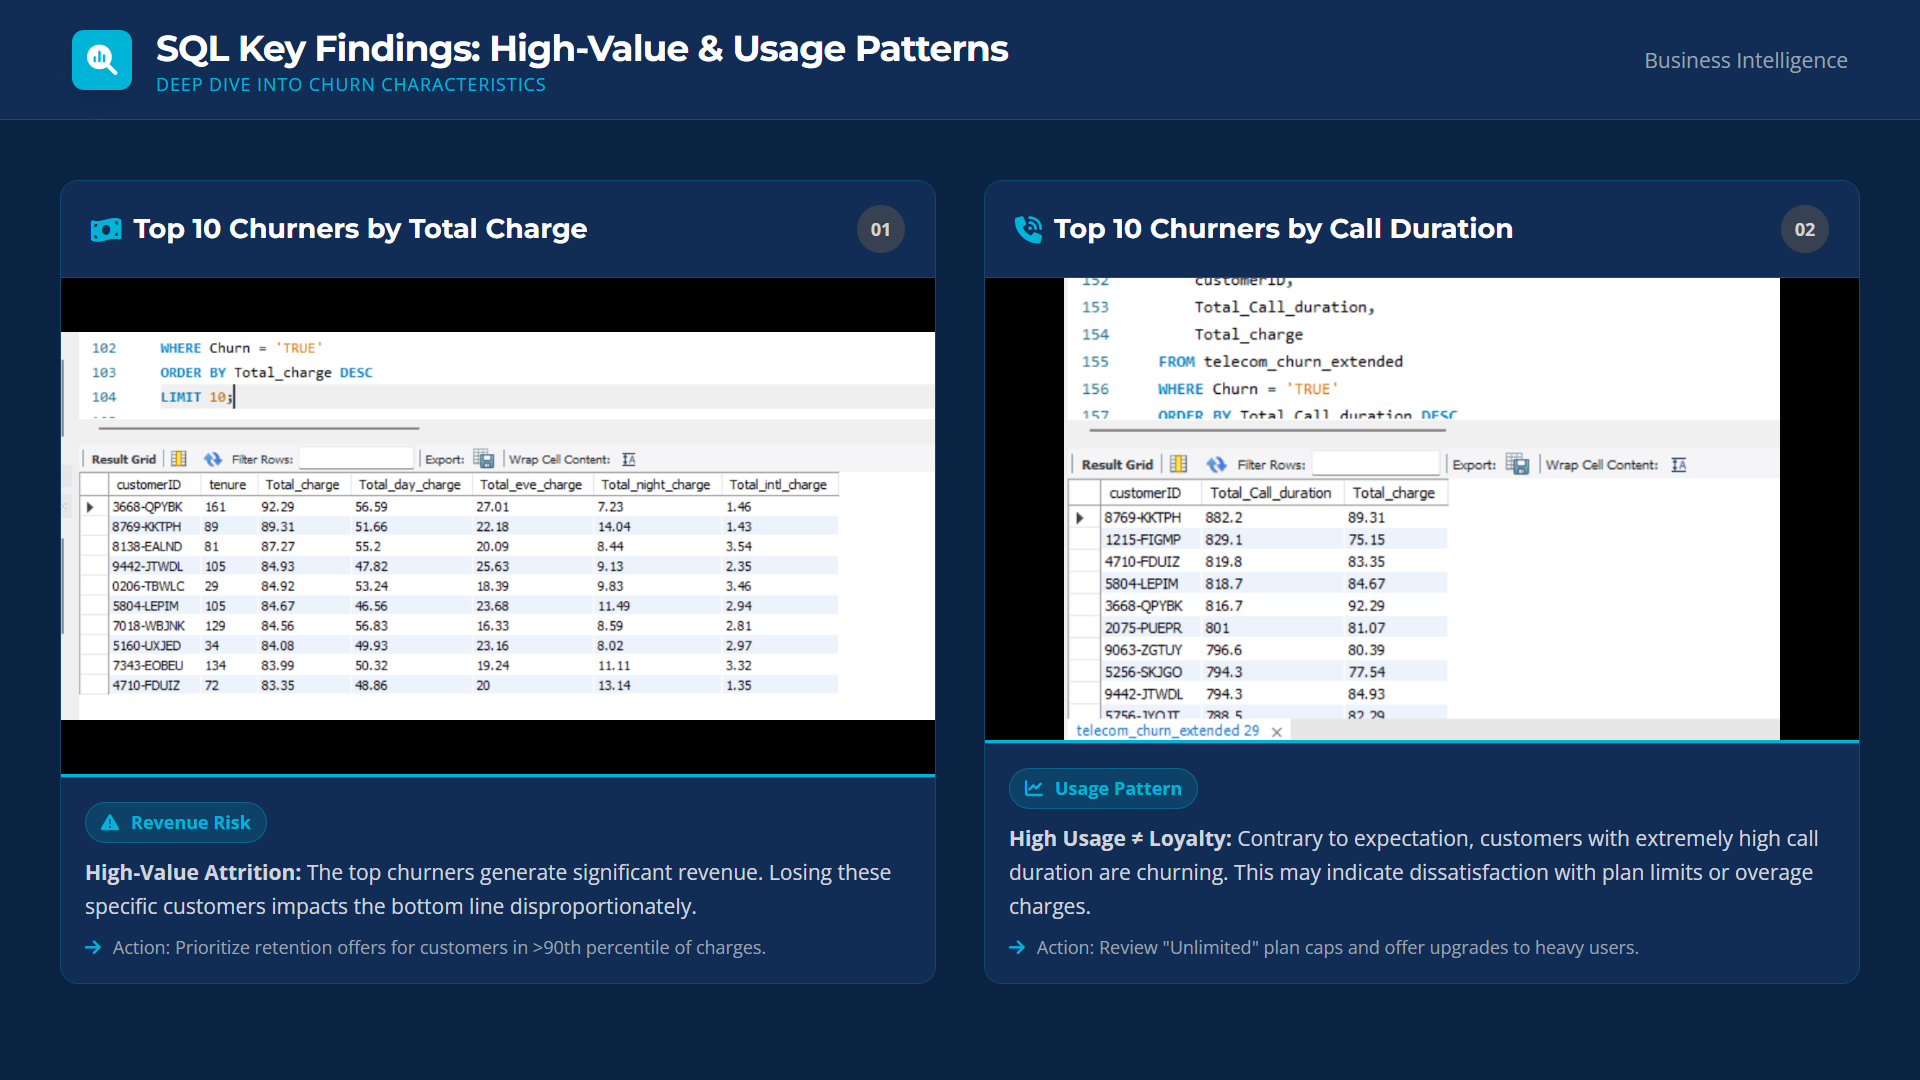 SQL Key Findings: High-Value & Usage Patterns
DEEP DIVE INTO CHURN CHARACTERISTICS
Business Intelligence
Top 10 Churners by Total Charge
01
102 WHERE Churn = 'TRUE'
103 ORDER BY Total_charge DESC
104 LIMIT 10;
Result Grid Filter Rows: Export: Wrap Cell Content: IA
customerID tenure Total_charge Total_day_charge Total_eve_charge Total_night_charge Total_intl_charge
3668-QPYBK 161 92.29 56.59 27.01 7.23 1.46
8769-KKTPH 89 89.31 51.66 22.18 14.04 1.43
8138-EALND 81 87.27 55.2 20.09 8.44 3.54
9442-JTWDL 105 84.93 47.82 25.63 9.13 2.35
0206-TBWLC 29 84.92 53.24 18.39 9.83 3.46
5804-LEPIM 105 84.67 46.56 23.68 11.49 2.94
7018-WBJNK 129 84.56 56.83 16.33 8.59 2.81
5160-UXJED 34 84.08 49.93 23.16 8.02 2.97
7343-EOBEU 134 83.99 50.32 19.24 11.11 3.32
4710-FDUIZ 72 83.35 48.86 20 13.14 1.35
Revenue Risk
High-Value Attrition: The top churners generate significant revenue. Losing these
specific customers impacts the bottom line disproportionately.
Action: Prioritize retention offers for customers in >90th percentile of charges.
Top 10 Churners by Call Duration
02
152 customerID,
153 Total_Call_duration,
154 Total_charge
155 FROM telecom_churn_extended
156 WHERE Churn = 'TRUE'
157 ORDER BY Total_Call_duration DESC
Result Grid Filter Rows: Export: Wrap Cell Content: IA
customerID Total_Call_duration Total_charge
8769-KKTPH 882.2 89.31
1215-FIGMP 829.1 75.15
4710-FDUIZ 819.8 83.35
5804-LEPIM 818.7 84.67
3668-QPYBK 816.7 92.29
2075-PUEPR 801 81.07
9063-ZGTUY 796.6 80.39
5256-SKJGO 794.3 77.54
9442-JTWDL 794.3 84.93
788.5 82.29
telecom_churn_extended 29
Usage Pattern
High Usage ≠ Loyalty: Contrary to expectation, customers with extremely high call
duration are churning. This may indicate dissatisfaction with plan limits or overage
charges.
Action: Review "Unlimited" plan caps and offer upgrades to heavy users.